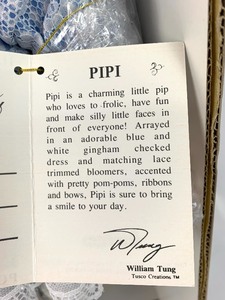 PIPI
Pipi is a charming little pip
who loves to frolic, have fun
and make silly little faces in
front of everyone! Arrayed
in an adorable blue and
white gingham checked
dress and matching lace
trimmed bloomers, accented
with pretty pom-poms, ribbons
and bows, Pipi is sure to bring
a smile to your day.
W Tung
William Tung
Tusco Creations ™